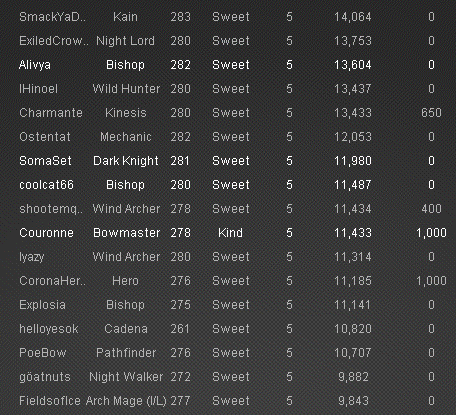 SmackYaD.. Kain 283 Sweet 5 14,064 0
ExiledCrow.. Night Lord 280 Sweet 5 13,753 0
Alivya Bishop 282 Sweet 5 13,604 0
IHinoel Wild Hunter 280 Sweet 5 13,437 0
Charmante Kinesis 280 Sweet 5 13,433 650
Ostentat Mechanic 282 Sweet 5 12,053 0
SomaSet Dark Knight 281 Sweet 5 11,980 0
coolcat66 Bishop 280 Sweet 5 11,487 0
shootemq.. Wind Archer 278 Sweet 5 11,434 400
Couronne Bowmaster 278 Kind 5 11,433 1,000
Iyazy Wind Archer 280 Sweet 5 11,314 0
CoronaHer.. Hero 276 Sweet 5 11,185 1,000
Explosia Bishop 275 Sweet 5 11,141 0
helloyesok Cadena 261 Sweet 5 10,820 0
PoeBow Pathfinder 276 Sweet 5 10,707 0
göatnuts Night Walker 272 Sweet 5 9,882 0
FieldsofIce Arch Mage (I/L) 277 Sweet 5 9,843 0